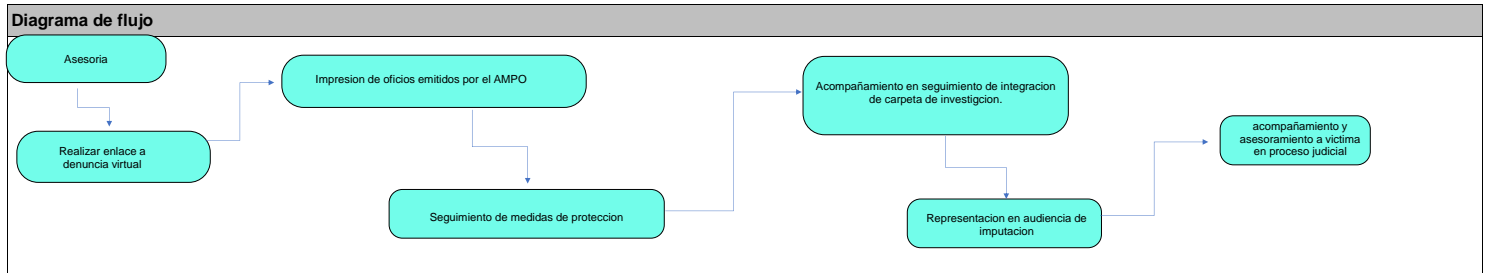 Diagrama de flujo
Asesoria
Realizar enlace a
denuncia virtual
Impresion de oficios emitidos por el AMPO
Seguimiento de medidas de proteccion
Acompañamiento en seguimiento de integracion
de carpeta de investigcion.
Representacion en audiencia de
imputacion
acompañamiento y
asesoramiento a victima
en proceso judicial